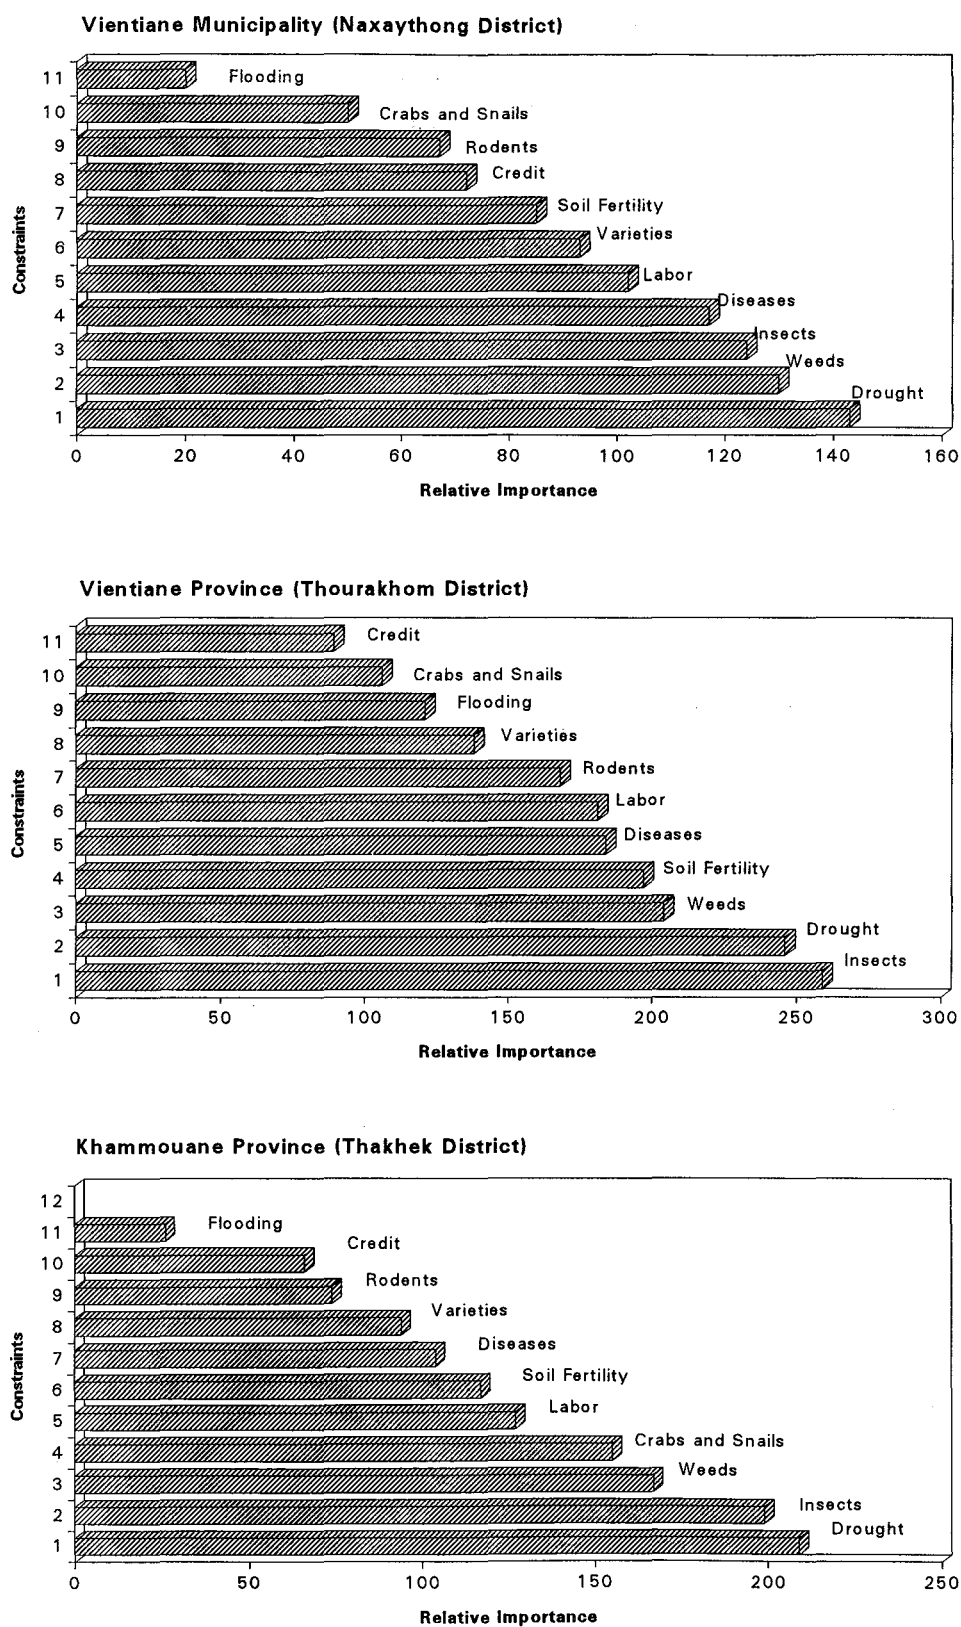 Vientiane Municipality (Naxaythong District)
11 Flooding
10 Crabs and Snails
9 Rodents
8 Credit
7 Soil Fertility
6 Varieties
5 Labor
4 Diseases
3 Insects
2 Weeds
1 Drought
Constraints
0 20 40 60 80 100 120 140 160
Relative Importance
Vientiane Province (Thourakhom District)
11 Credit
10 Crabs and Snails
9 Flooding
8 Varieties
7 Rodents
6 Labor
5 Diseases
4 Soil Fertility
3 Weeds
2 Drought
1 Insects
Constraints
0 50 100 150 200 250 300
Relative Importance
Khammouane Province (Thakhek District)
12
11 Flooding
10 Credit
9 Rodents
8 Varieties
7 Diseases
6 Soil Fertility
5 Labor
4 Crabs and Snails
3 Weeds
2 Insects
1 Drought
Constraints
0 50 100 150 200 250
Relative Importance